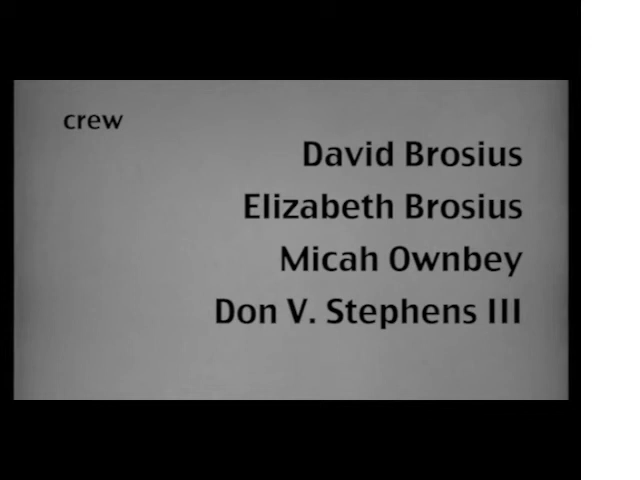 crew
David Brosius
Elizabeth Brosius
Micah Ownbey
Don V. Stephens III